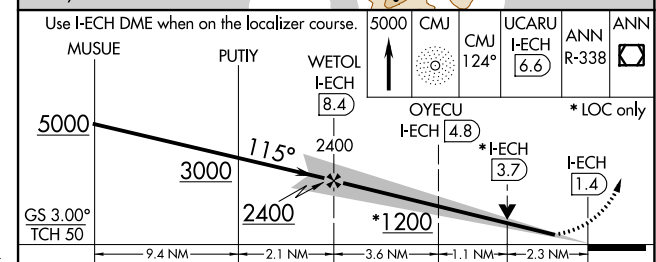 Use I-ECH DME when on the localizer course.
5000
CMJ
CMJ
124°
UCARU
I-ECH
6.6
ANN
R-338
ANN
MUSUE
PUTIY
WETOL
I-ECH
8.4
OYECU
I-ECH 4.8
* LOC only
5000
115°
2400
*I-ECH
3.7
I-ECH
1.4
3000
2400
*1200
GS 3.00°
TCH 50
9.4 NM
2.1 NM
3.6 NM
1.1 NM
2.3 NM